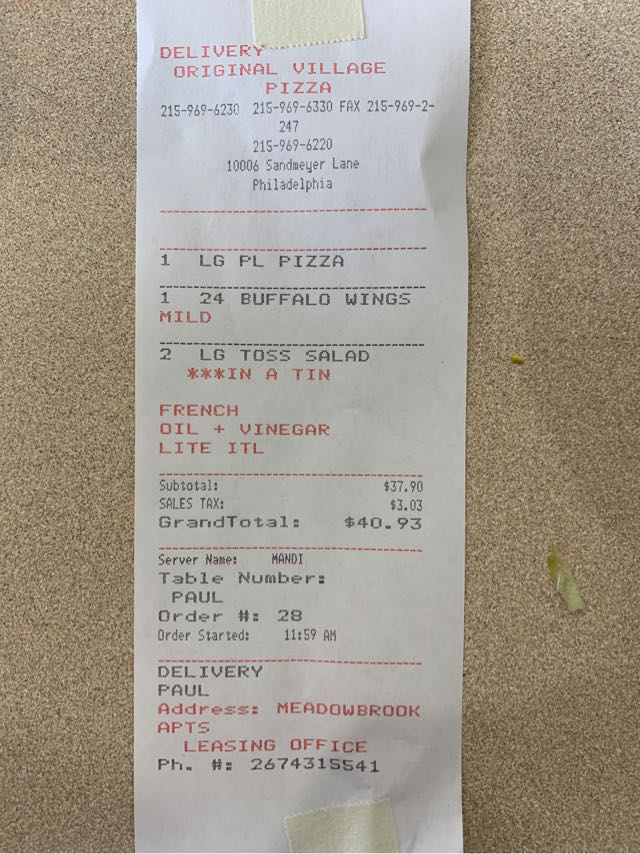 DELIVERY
ORIGINAL VILLAGE
PIZZA
215-969-6230 215-969-6330 FAX 215-969-2-
247
215-969-6220
10006 Sandmeyer Lane
Philadelphia
1 LG PL PIZZA
1 24 BUFFALO WINGS
MILD
2 LG TOSS SALAD
***IN A TIN
FRENCH
OIL + VINEGAR
LITE ITL
Subtotal: $37.90
SALES TAX: $3.03
GrandTotal: $40.93
Server Name: MANDI
Table Number:
PAUL
Order #: 28
Order Started: 11:59 AM
DELIVERY
PAUL
Address: MEADOWBROOK
APTS
LEASING OFFICE
Ph. #: 2674315541